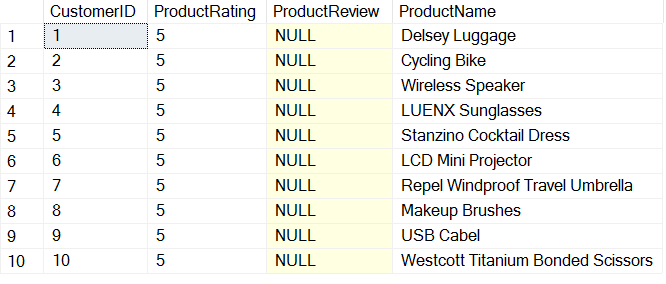 CustomerID ProductRating ProductReview ProductName
1 1 5 NULL Delsey Luggage
2 2 5 NULL Cycling Bike
3 3 5 NULL Wireless Speaker
4 4 5 NULL LUENX Sunglasses
5 5 5 NULL Stanzino Cocktail Dress
6 6 5 NULL LCD Mini Projector
7 7 5 NULL Repel Windproof Travel Umbrella
8 8 5 NULL Makeup Brushes
9 9 5 NULL USB Cabel
10 10 5 NULL Westcott Titanium Bonded Scissors